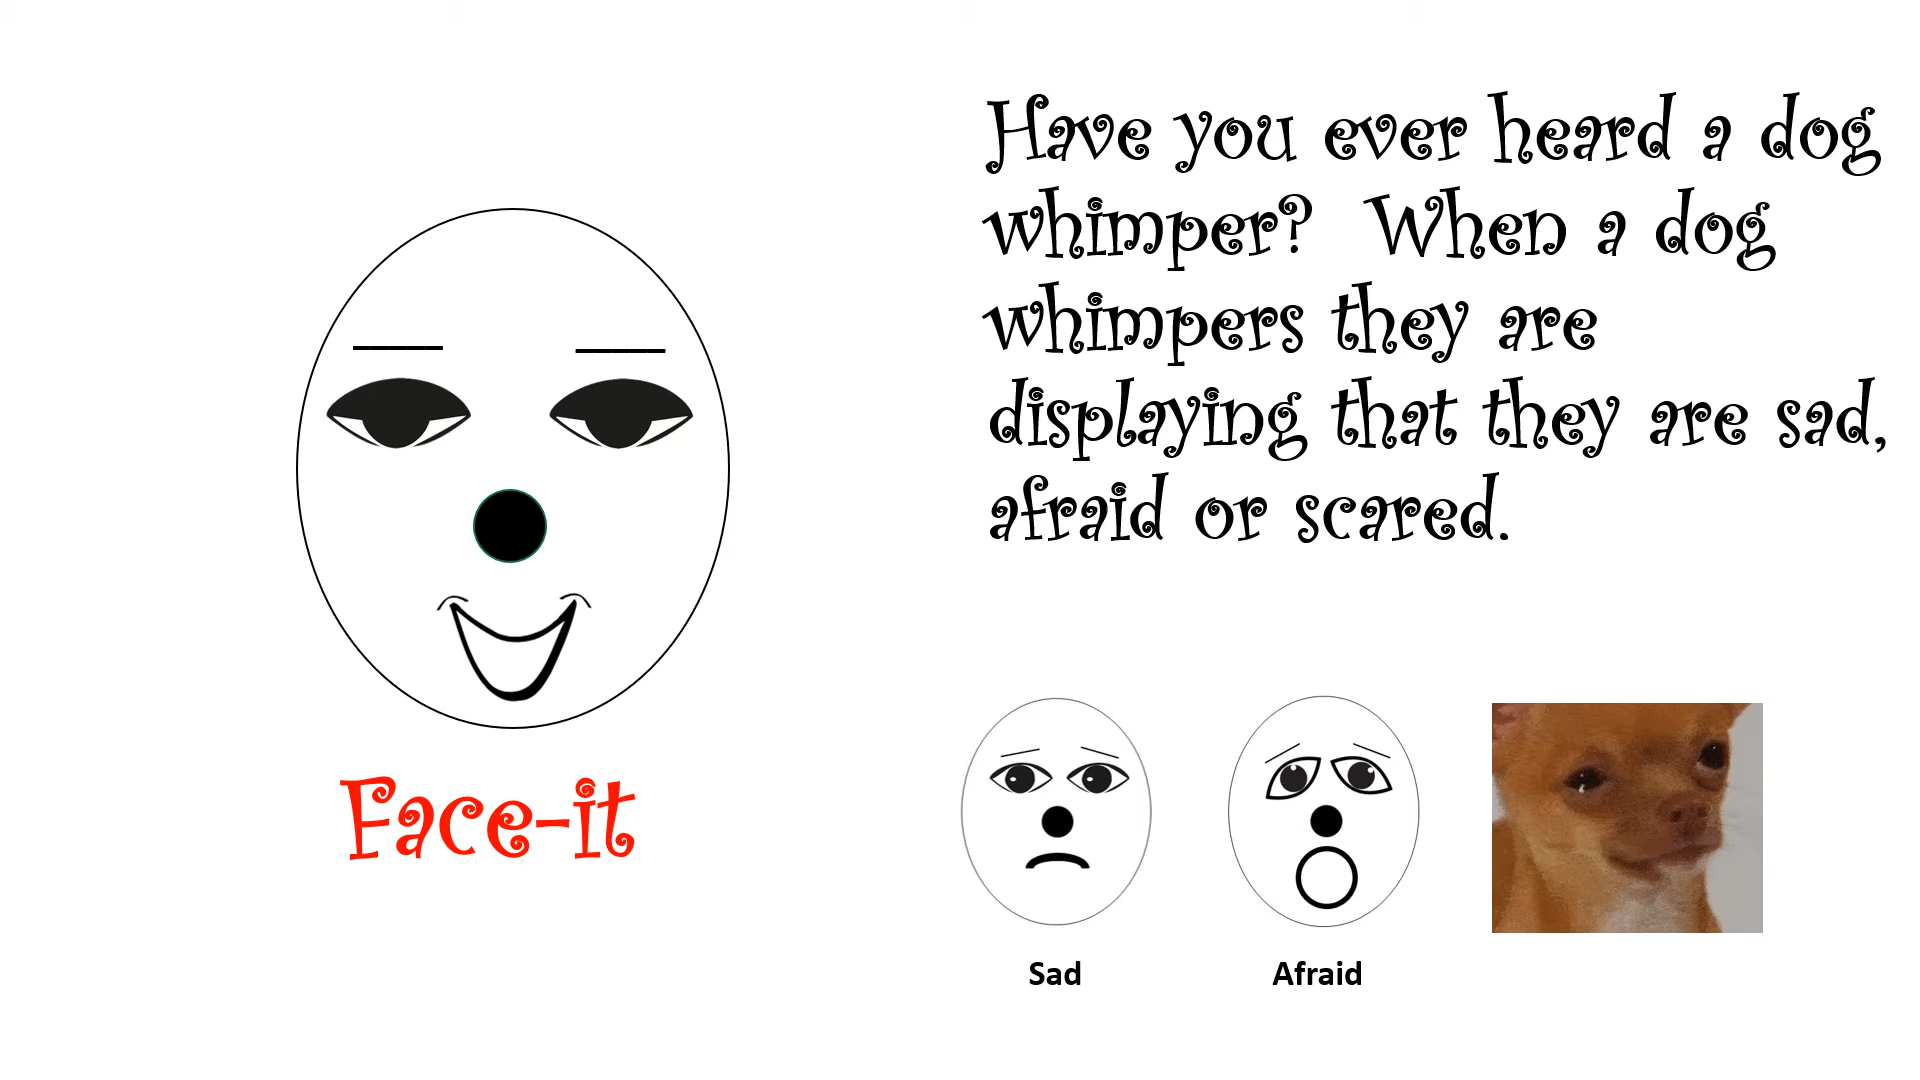 Have you ever heard a dog
whimper?  When a dog
whimpers they are
displaying that they are sad,
afraid or scared.
Face-it
Sad
Afraid